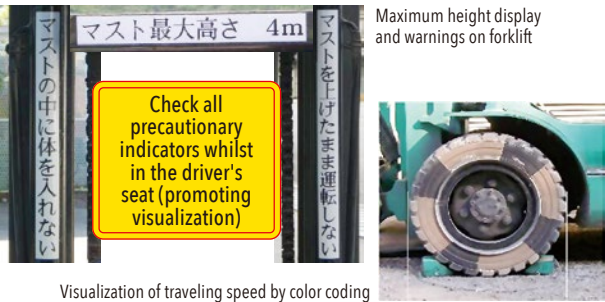 マスト最大高さ 4m
マストの中に体を入れない
マストを上げたまま運転しない
Check all
precautionary
indicators whilst
in the driver's
seat (promoting
visualization)
Maximum height display
and warnings on forklift
Visualization of traveling speed by color coding